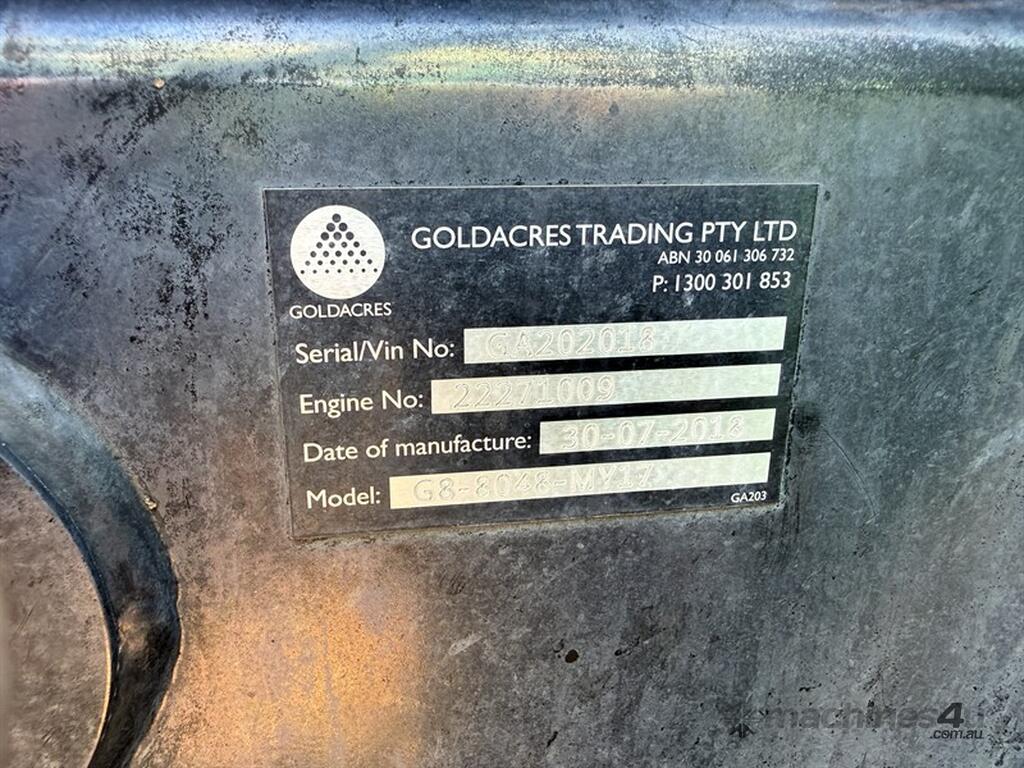 GOLDACRES TRADING PTY LTD
ABN 30 061 306 732
P: 1300 301 853
GOLDACRES
Serial/Vin No: GA202018
Engine No: 22271009
Date of manufacture: 30-07-2018
Model: G8-8048-MY17
GA203
machines4u
.com.au